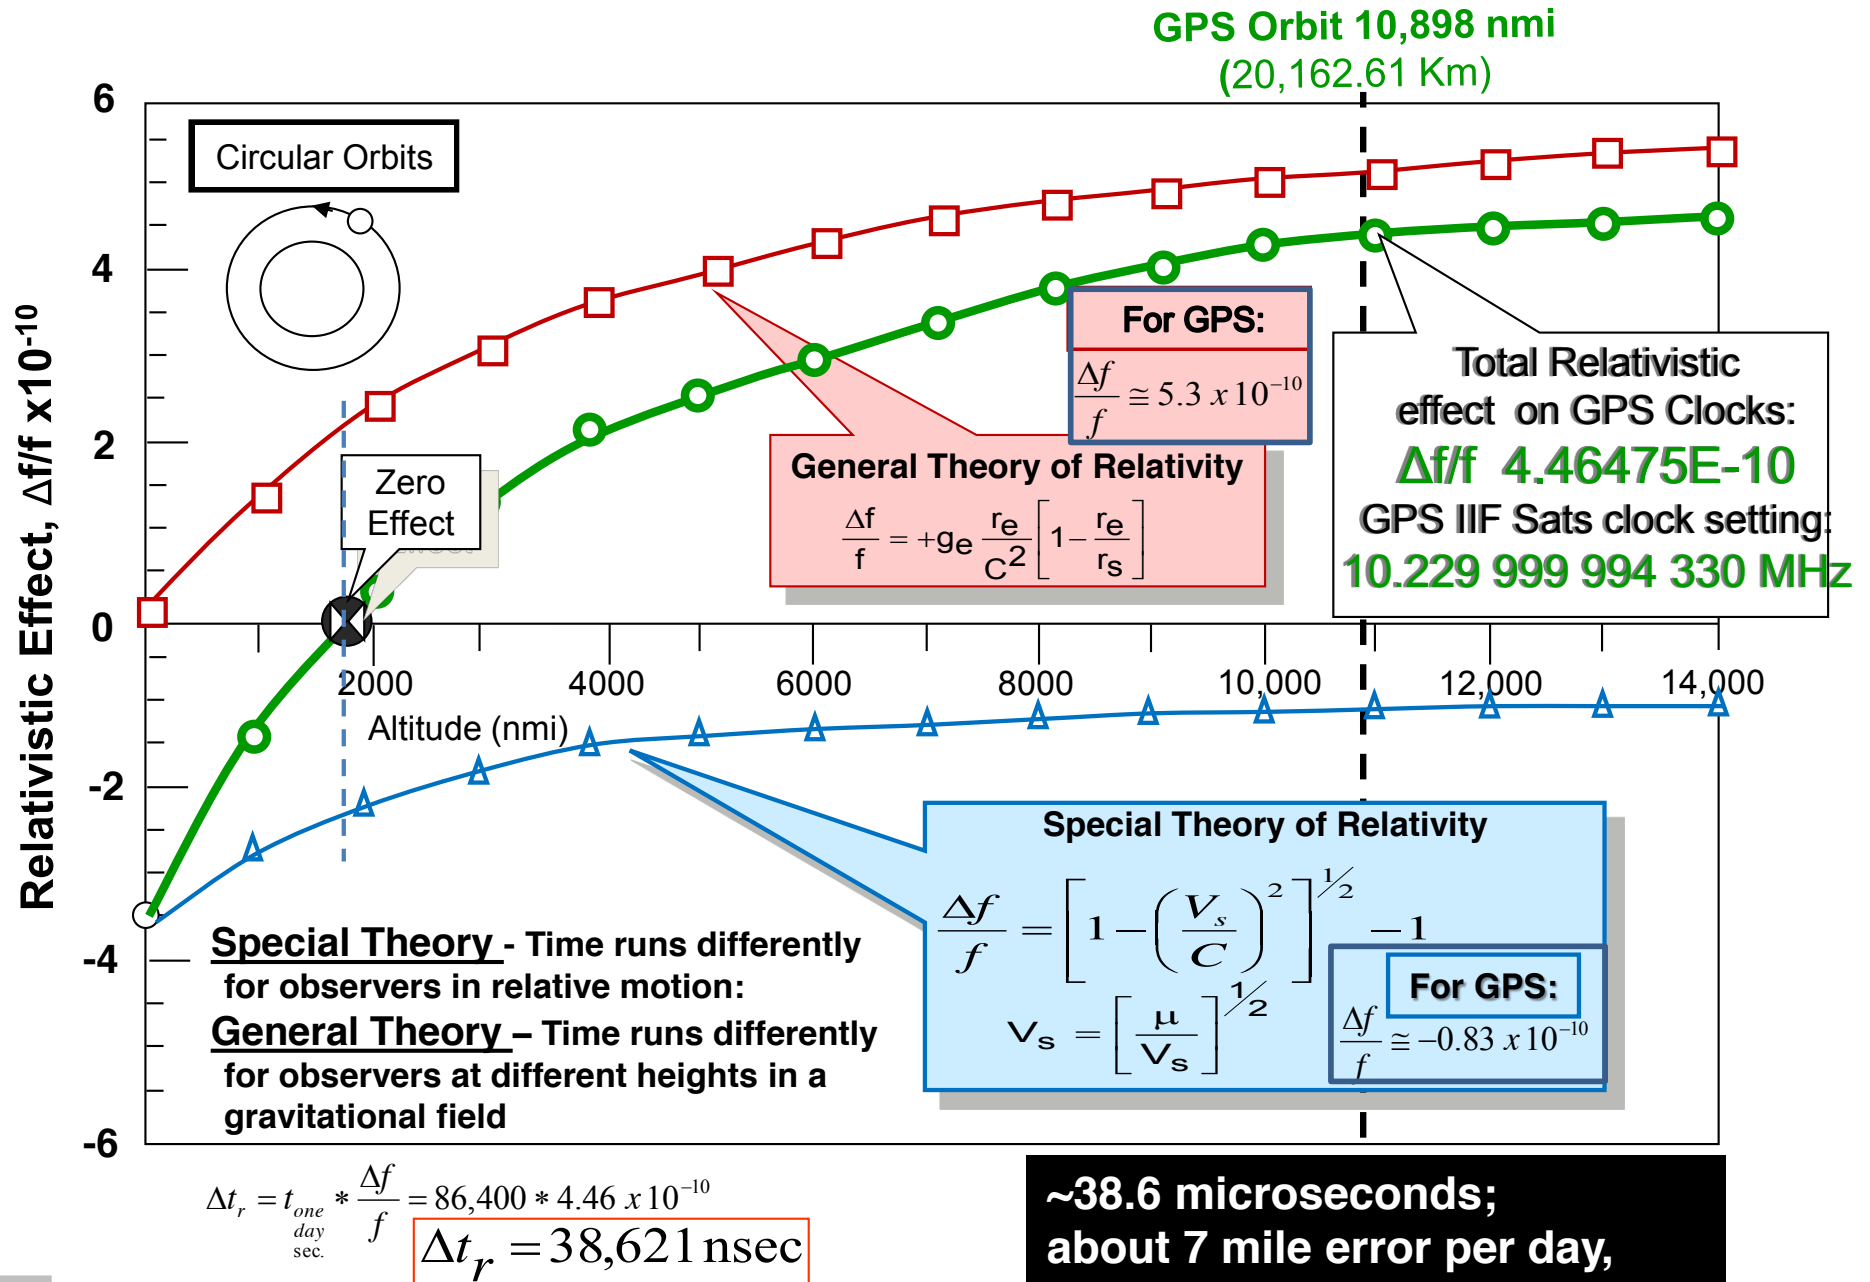 GPS Orbit 10,898 nmi
(20,162.61 Km)
6
4
2
0
-2
-4
-6
Relativistic Effect, Δf/f x10⁻¹⁰
Circular Orbits
Zero
Effect
2000
4000
6000
8000
10,000
12,000
14,000
Altitude (nmi)
For GPS:
Δf/f ≅ 5.3 x 10⁻¹⁰
General Theory of Relativity
Δf/f = +gₑ rₑ/C² [1 − rₑ/rₛ]
Total Relativistic
effect on GPS Clocks:
Δf/f 4.46475E-10
GPS IIF Sats clock setting:
10.229 999 994 330 MHz
Special Theory of Relativity
Δf/f = [1 − (Vₛ/C)²]^½ − 1
Vₛ = [μ/Vₛ]^1/2
For GPS:
Δf/f ≅ −0.83 x 10⁻¹⁰
Special Theory - Time runs differently
for observers in relative motion:
General Theory – Time runs differently
for observers at different heights in a
gravitational field
Δtᵣ = t one day sec. * Δf/f = 86,400 * 4.46 x 10⁻¹⁰
Δtᵣ = 38,621 nsec
~38.6 microseconds;
about 7 mile error per day,